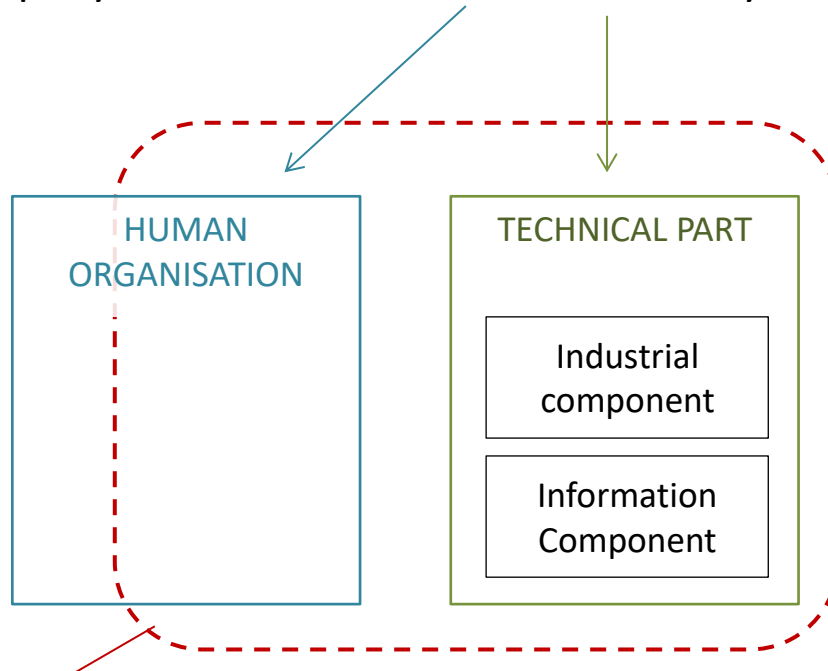 HUMAN
ORGANISATION
TECHNICAL PART
Industrial
component
Information
Component